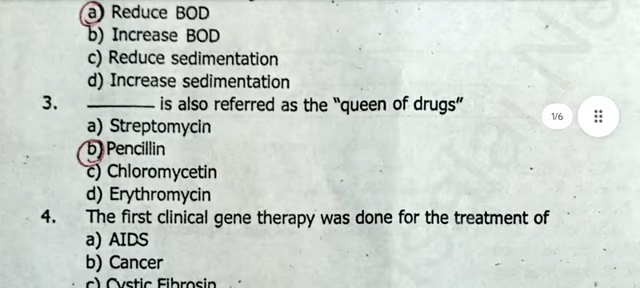 a) Reduce BOD
b) Increase BOD
c) Reduce sedimentation
d) Increase sedimentation
3. ________ is also referred as the "queen of drugs"
a) Streptomycin
b) Pencillin
c) Chloromycetin
d) Erythromycin
4. The first clinical gene therapy was done for the treatment of
a) AIDS
b) Cancer
c) Cystic Fibrosin
1/6